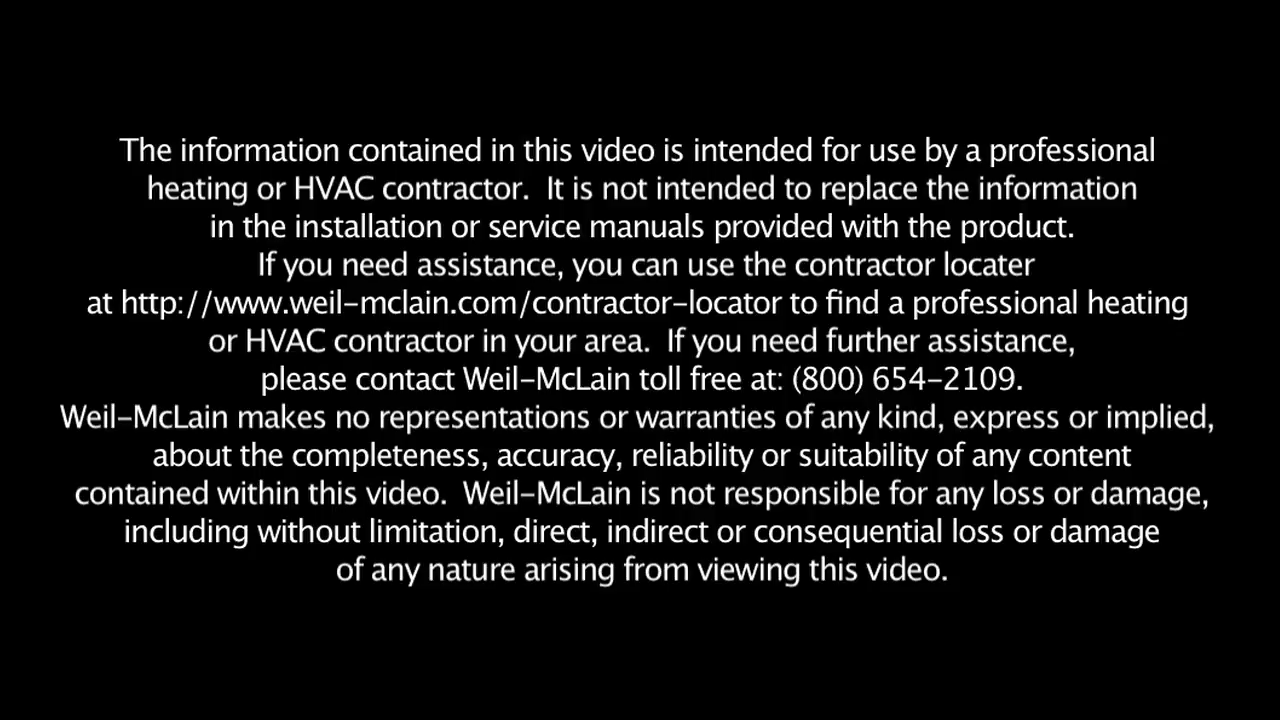 The information contained in this video is intended for use by a professional
heating or HVAC contractor.  It is not intended to replace the information
in the installation or service manuals provided with the product.
If you need assistance, you can use the contractor locater
at http://www.weil-mclain.com/contractor-locator to find a professional heating
or HVAC contractor in your area.  If you need further assistance,
please contact Weil-McLain toll free at: (800) 654-2109.
Weil-McLain makes no representations or warranties of any kind, express or implied,
about the completeness, accuracy, reliability or suitability of any content
contained within this video.  Weil-McLain is not responsible for any loss or damage,
including without limitation, direct, indirect or consequential loss or damage
of any nature arising from viewing this video.